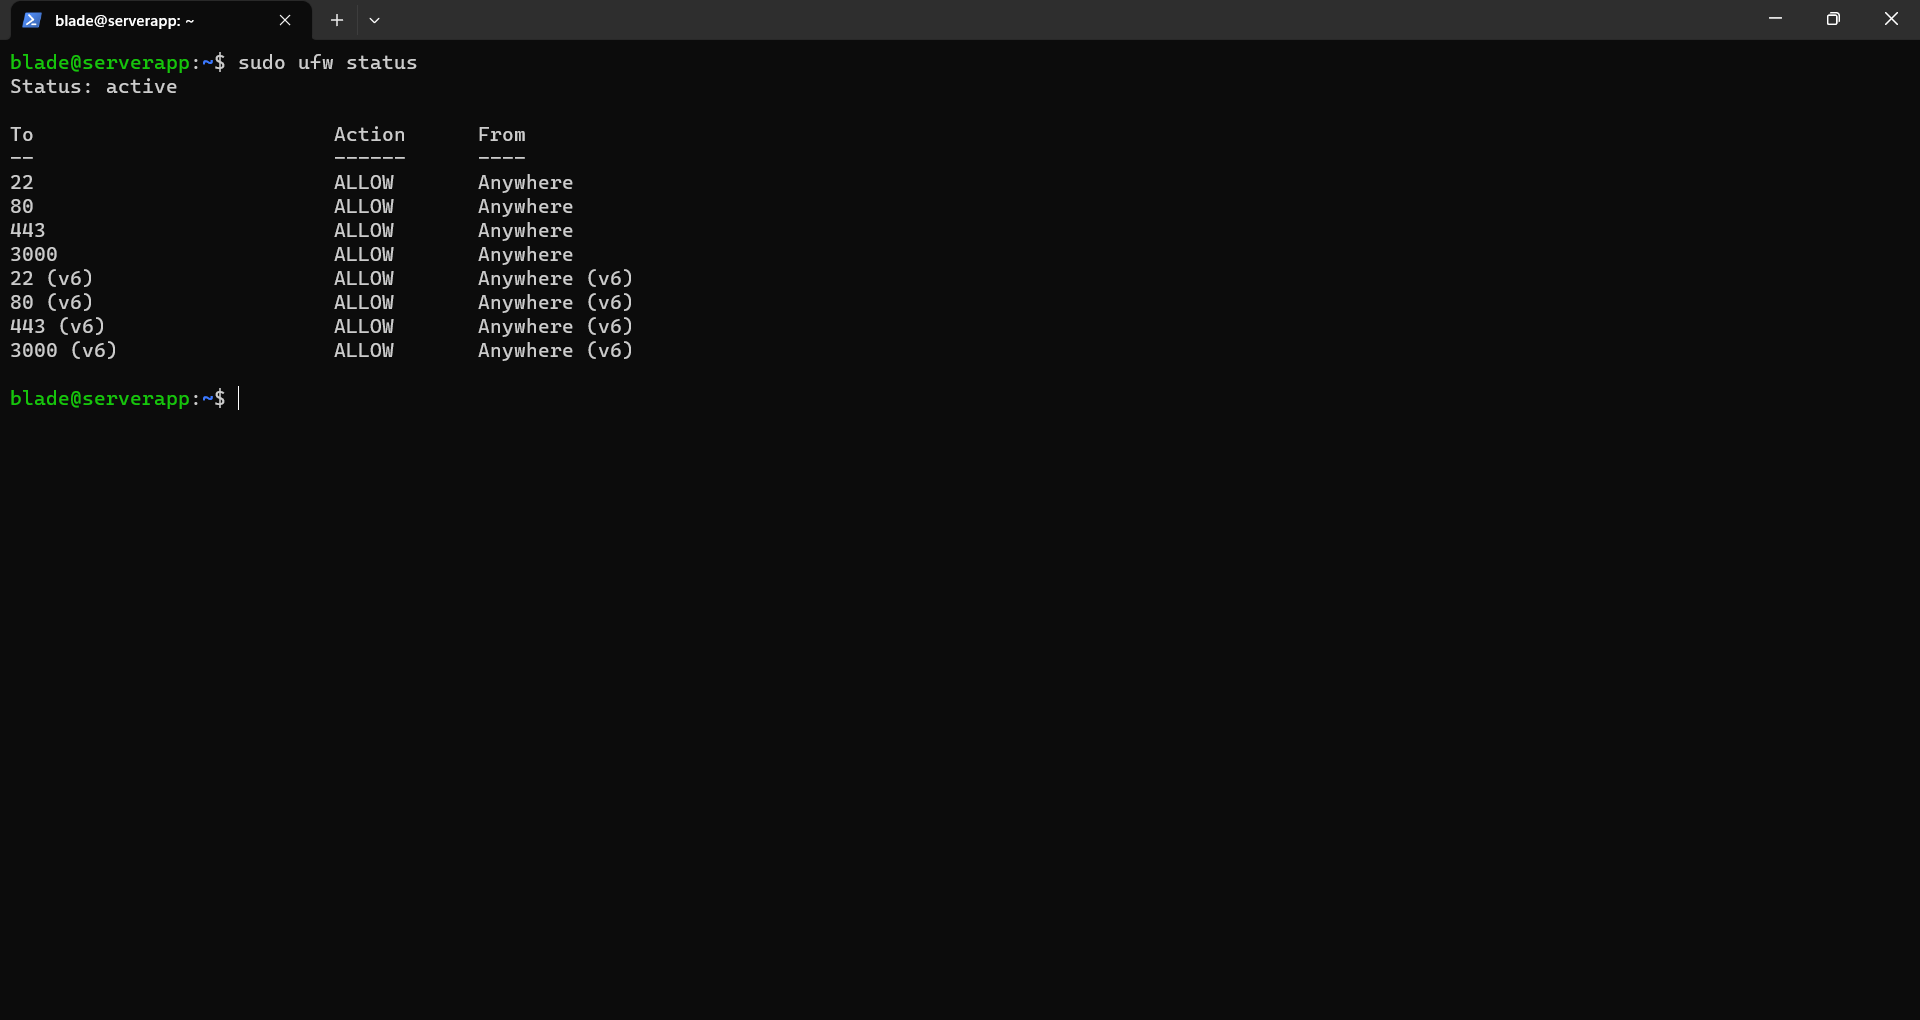 blade@serverapp: ~
blade@serverapp:~$ sudo ufw status
Status: active
To                         Action      From
--                         ------      ----
22                         ALLOW       Anywhere
80                         ALLOW       Anywhere
443                        ALLOW       Anywhere
3000                       ALLOW       Anywhere
22 (v6)                    ALLOW       Anywhere (v6)
80 (v6)                    ALLOW       Anywhere (v6)
443 (v6)                   ALLOW       Anywhere (v6)
3000 (v6)                  ALLOW       Anywhere (v6)
blade@serverapp:~$